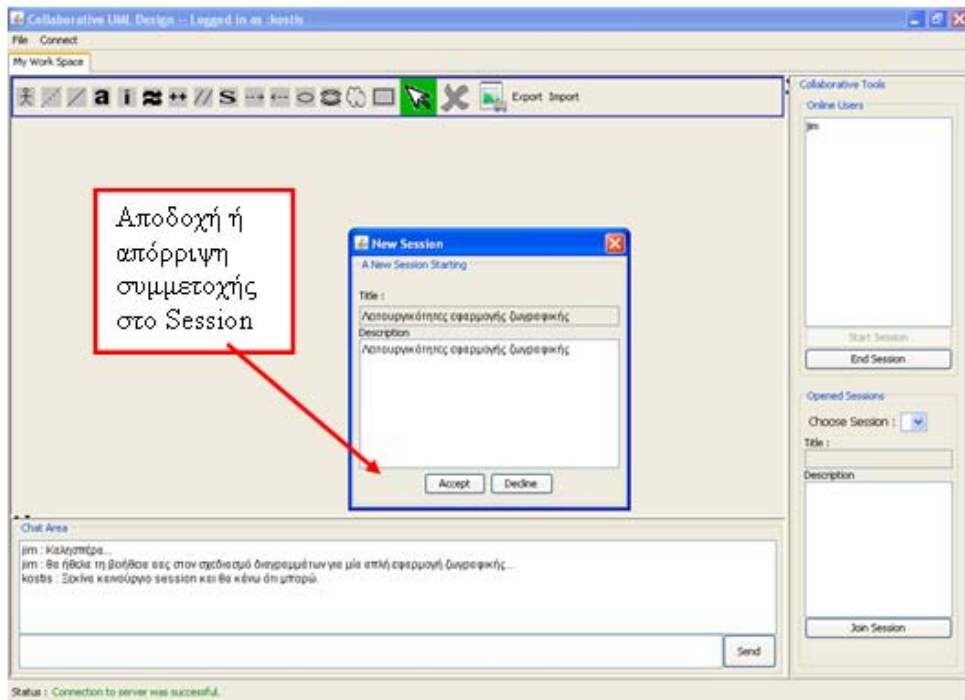 Collaborative UML Design -- Logged in as :kostis
File Connect
My Work Space
a i S Export Import
Collaborative Tools
Online Users
jim
Start Session
End Session
Αποδοχή ή
απόρριψη
συμμετοχής
στο Session
New Session
A New Session Starting
Title :
Λειτουργικότητες εφαρμογής ζωγραφικής
Description
Λειτουργικότητες εφαρμογής ζωγραφικής
Accept Decline
Opened Sessions
Choose Session :
Title :
Description
Join Session
Chat Area
jim : Καλησπέρα...
jim : Θα ήθελα τη βοήθεια σας στον σχεδιασμό διαγραμμάτων για μία απλή εφαρμογή ζωγραφικής...
kostis : Ξεκίνα καινούργιο session και θα κάνω ότι μπορώ.
Send
Status : Connection to server was successful.